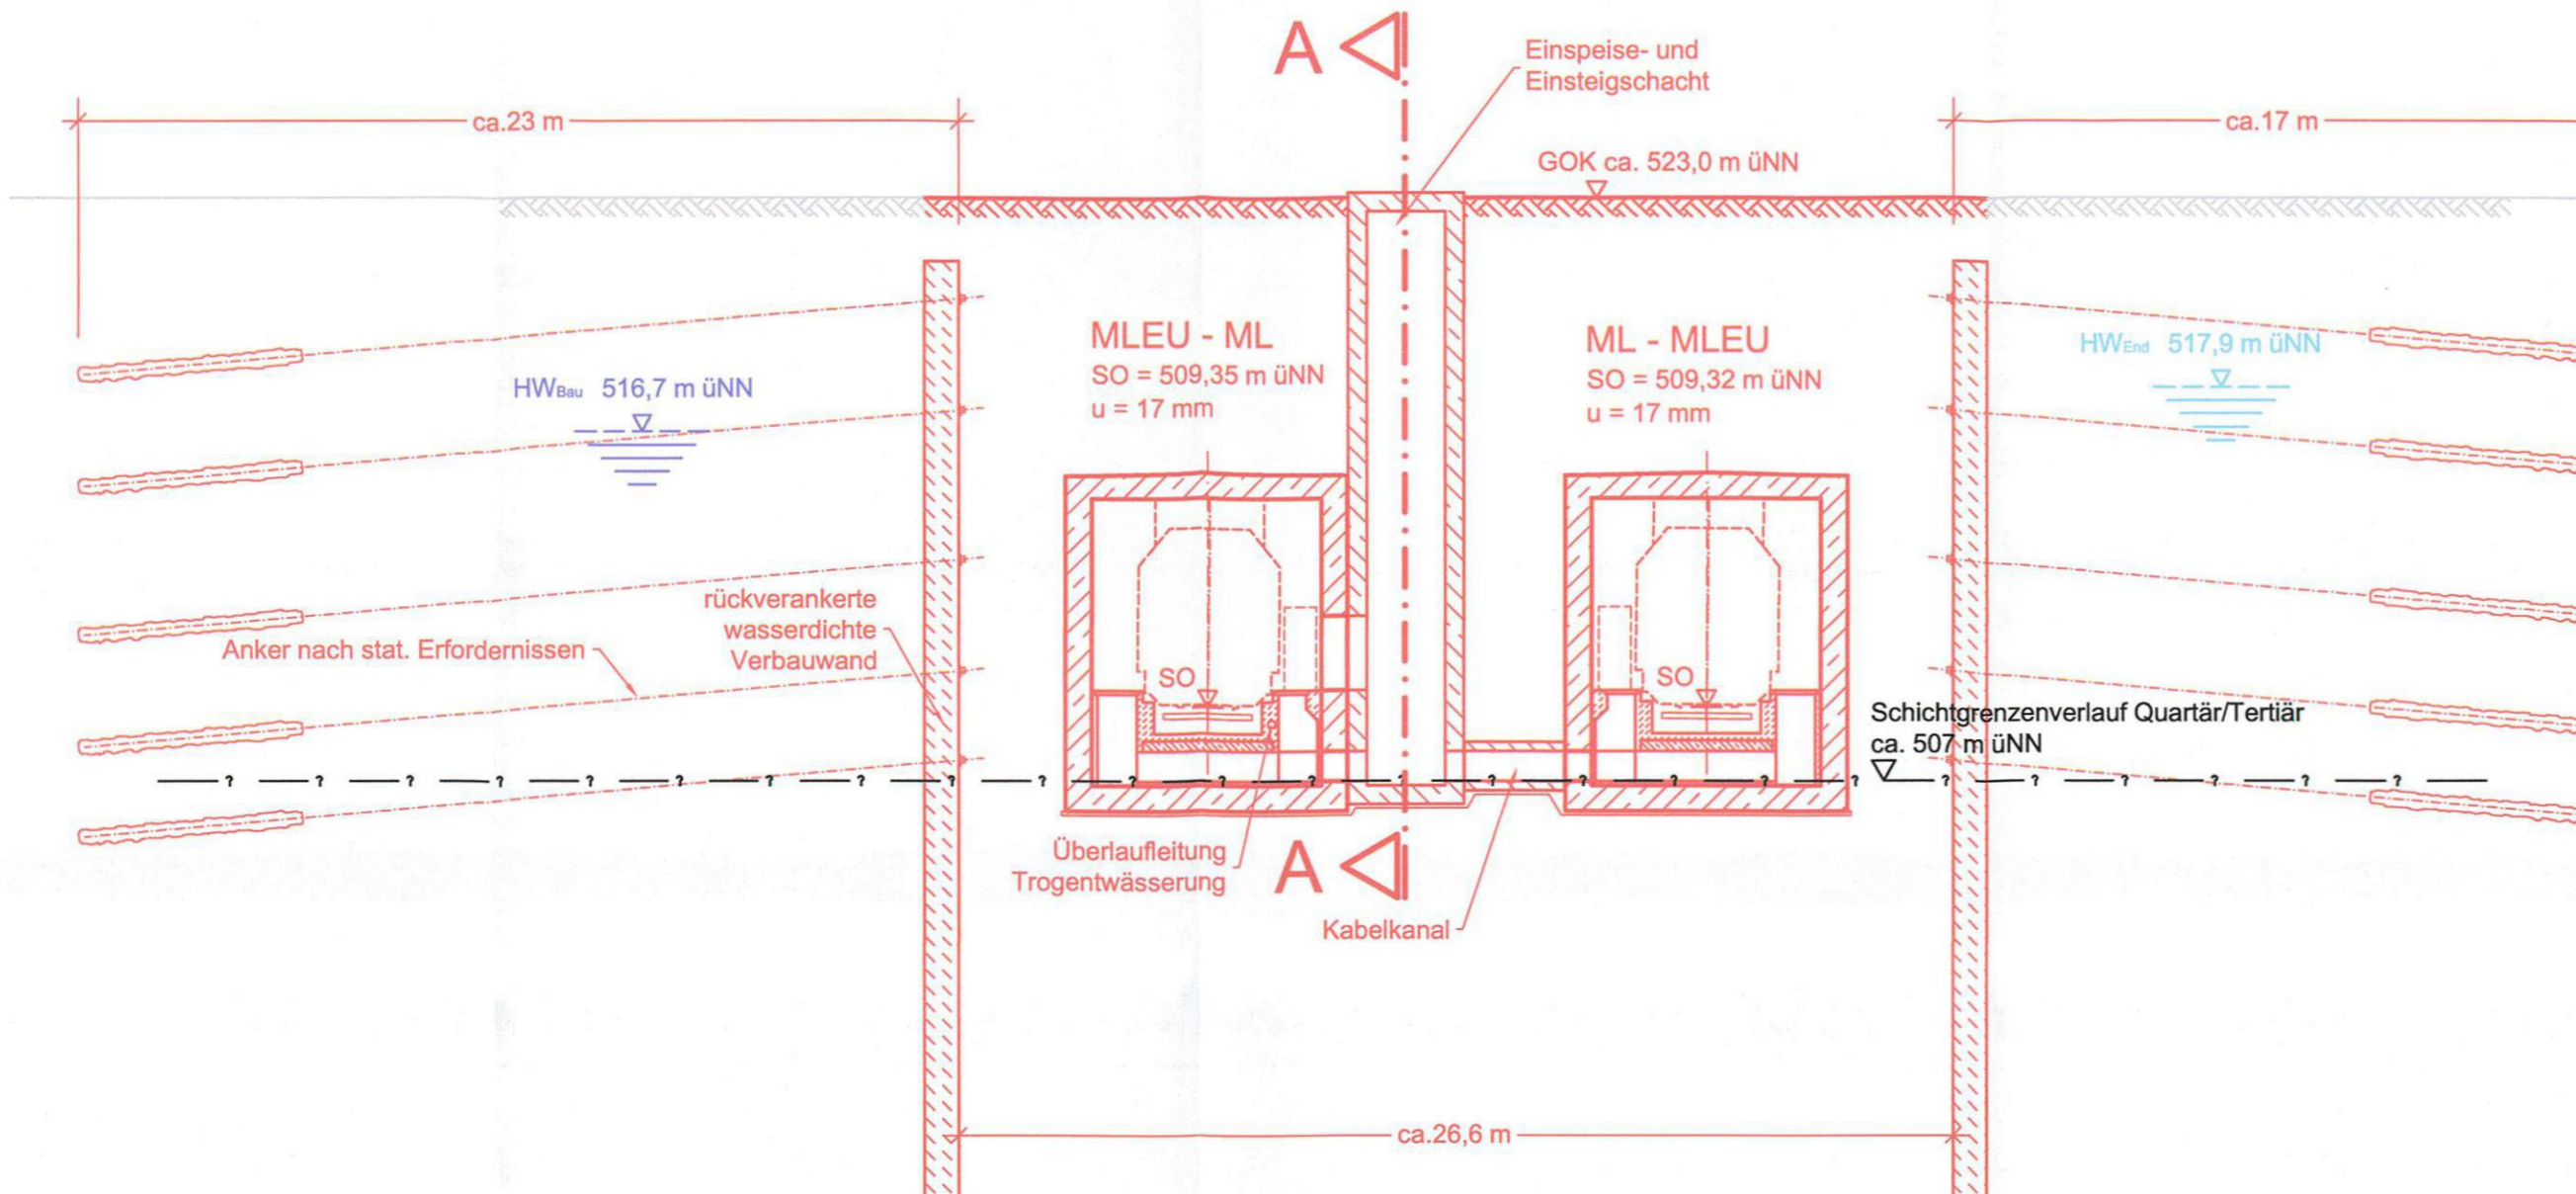 A
Einspeise- und
Einsteigschacht
ca.23 m
ca.17 m
GOK ca. 523,0 m üNN
MLEU - ML
SO = 509,35 m üNN
u = 17 mm
ML - MLEU
SO = 509,32 m üNN
u = 17 mm
HWEnd 517,9 m üNN
HWBau 516,7 m üNN
rückverankerte
wasserdichte
Verbauwand
Anker nach stat. Erfordernissen
SO
SO
Schichtgrenzenverlauf Quartär/Tertiär
ca. 507 m üNN
? ? ? ? ? ? ? ? ? ? ? ? ? ? ? ? ? ? ? ? ? ? ? ? ?
Überlaufleitung
Trogentwässerung
A
Kabelkanal
ca.26,6 m